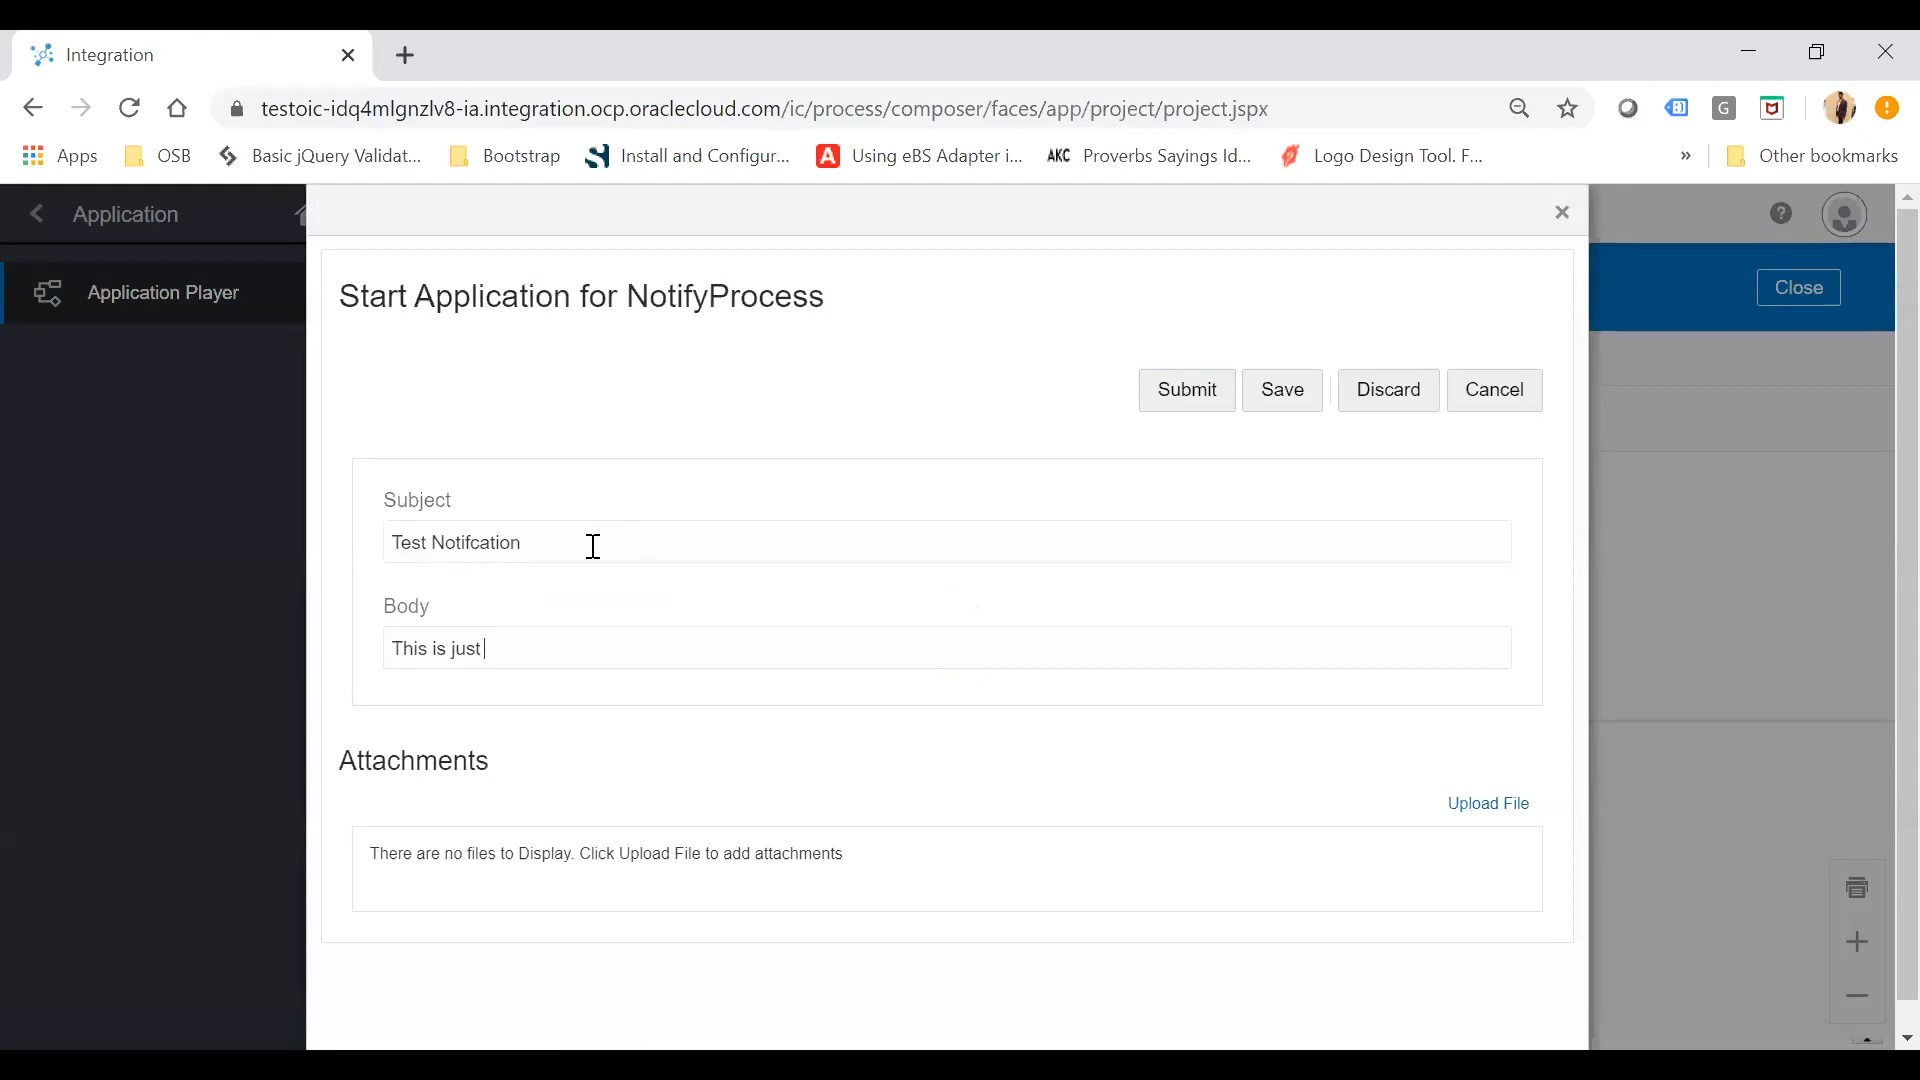 Integration
testoic-idq4mlgnzlv8-ia.integration.ocp.oraclecloud.com/ic/process/composer/faces/app/project/project.jspx
G
Apps OSB Basic jQuery Validat... Bootstrap Install and Configur... A Using eBS Adapter i... AKC Proverbs Sayings Id... Logo Design Tool. F... » Other bookmarks
Application
Application Player
Close
Start Application for NotifyProcess
Submit Save Discard Cancel
Subject
Test Notifcation
Body
This is just
Attachments
Upload File
There are no files to Display. Click Upload File to add attachments